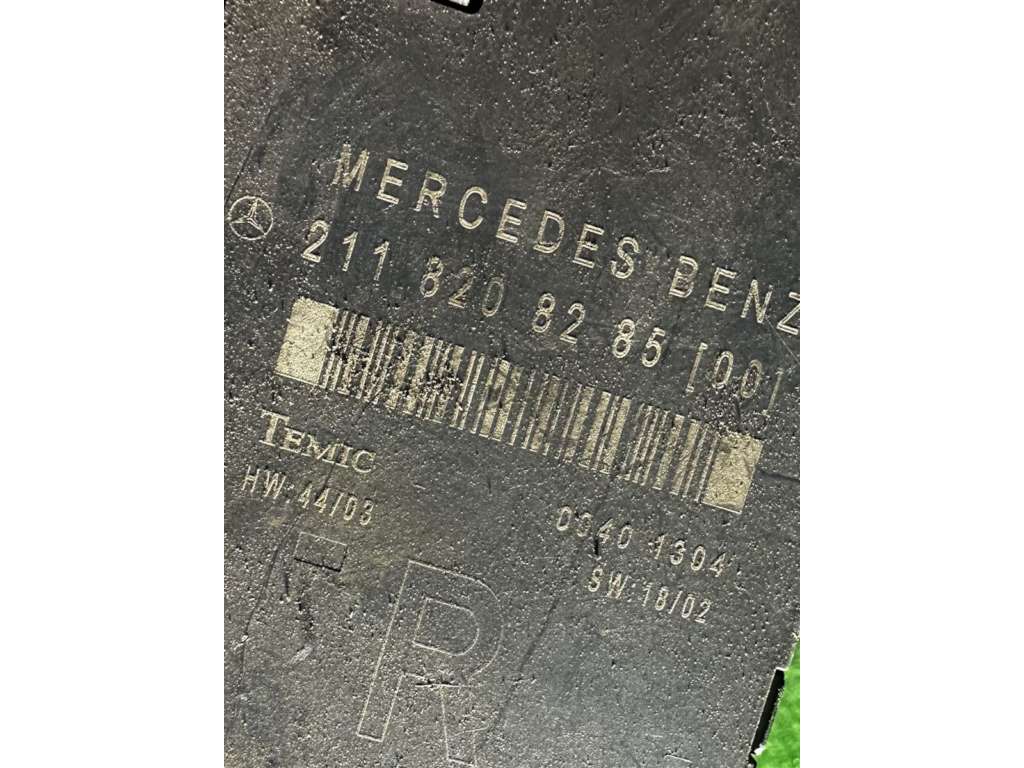 MERCEDES BENZ
211 820 82 85 [00]
TEMIC
HW:44/03
0040 1304
SW:18/02
R